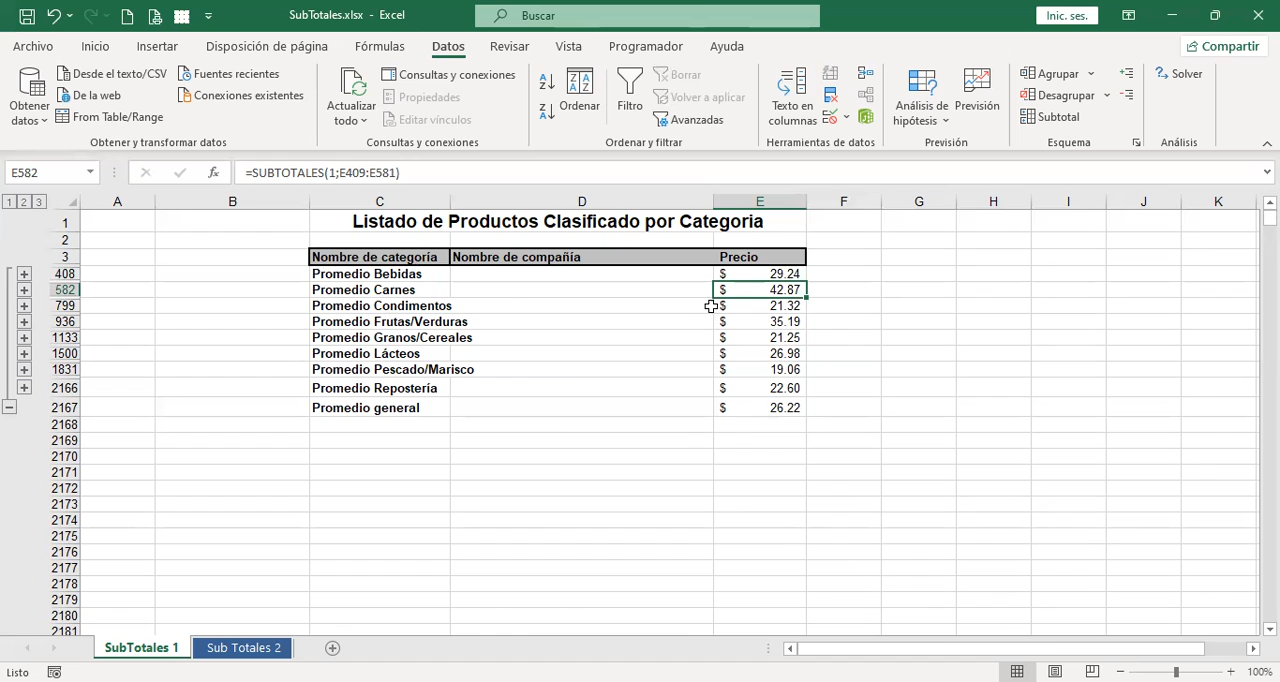 SubTotales.xlsx - Excel
Buscar
Inic. ses.
Archivo Inicio Insertar Disposición de página Fórmulas Datos Revisar Vista Programador Ayuda
Compartir
Obtener datos
Desde el texto/CSV
De la web
From Table/Range
Fuentes recientes
Conexiones existentes
Obtener y transformar datos
Actualizar todo
Consultas y conexiones
Propiedades
Editar vínculos
Consultas y conexiones
Ordenar
Filtro
Borrar
Volver a aplicar
Avanzadas
Ordenar y filtrar
Texto en columnas
Herramientas de datos
Análisis de hipótesis
Previsión
Previsión
Agrupar
Desagrupar
Subtotal
Esquema
Solver
Análisis
E582 fx =SUBTOTALES(1;E409:E581)
1 2 3 A B C D E F G H I J K
1 Listado de Productos Clasificado por Categoria
2
3 Nombre de categoría Nombre de compañía Precio
408 Promedio Bebidas $ 29.24
582 Promedio Carnes $ 42.87
799 Promedio Condimentos $ 21.32
936 Promedio Frutas/Verduras $ 35.19
1133 Promedio Granos/Cereales $ 21.25
1500 Promedio Lácteos $ 26.98
1831 Promedio Pescado/Marisco $ 19.06
2166 Promedio Repostería $ 22.60
2167 Promedio general $ 26.22
2168
2169
2170
2171
2172
2173
2174
2175
2176
2177
2178
2179
2180
2181
SubTotales 1 Sub Totales 2
Listo 100%